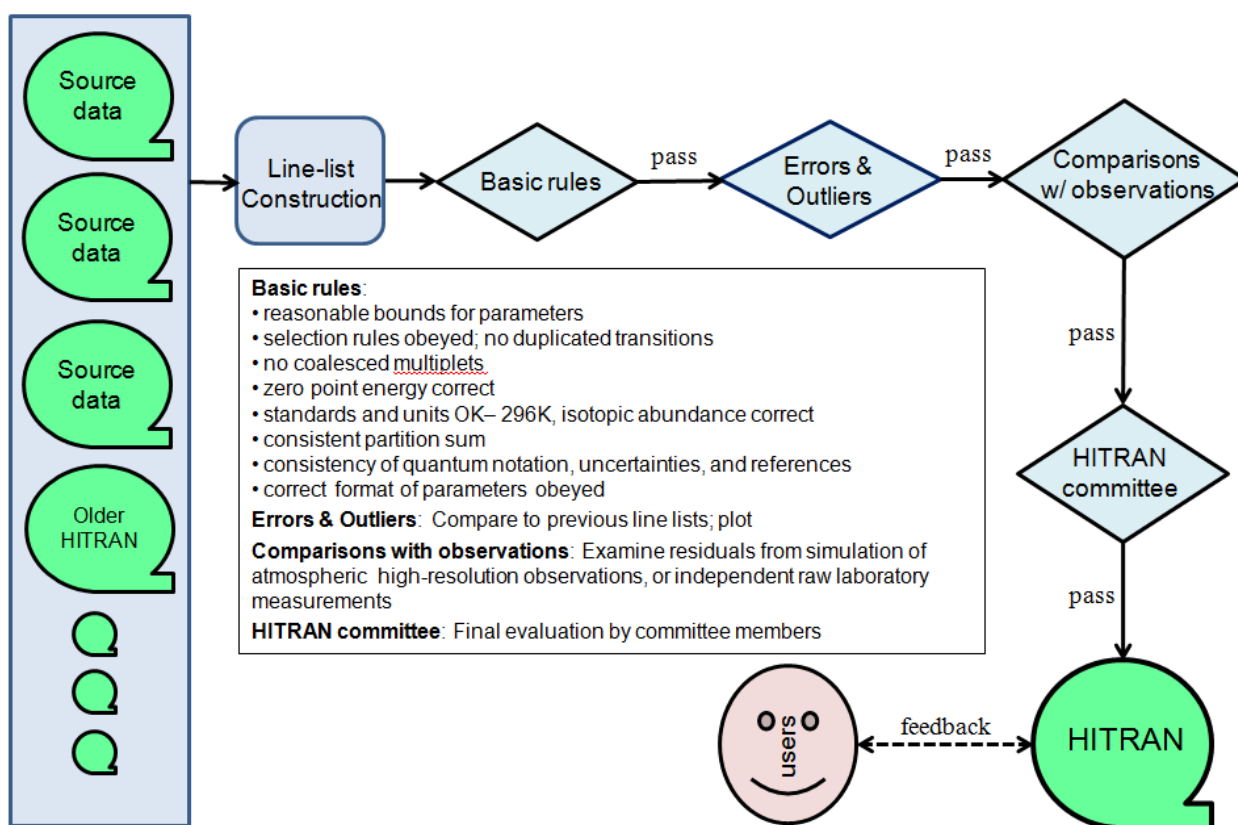 Source
data
Source
data
Source
data
Older
HITRAN
Line-list
Construction
Basic rules
pass
Errors &
Outliers
pass
Comparisons
w/ observations
pass
HITRAN
committee
pass
HITRAN
feedback
users
Basic rules:
• reasonable bounds for parameters
• selection rules obeyed; no duplicated transitions
• no coalesced multiplets
• zero point energy correct
• standards and units OK– 296K, isotopic abundance correct
• consistent partition sum
• consistency of quantum notation, uncertainties, and references
• correct format of parameters obeyed
Errors & Outliers: Compare to previous line lists; plot
Comparisons with observations: Examine residuals from simulation of
atmospheric high-resolution observations, or independent raw laboratory
measurements
HITRAN committee: Final evaluation by committee members